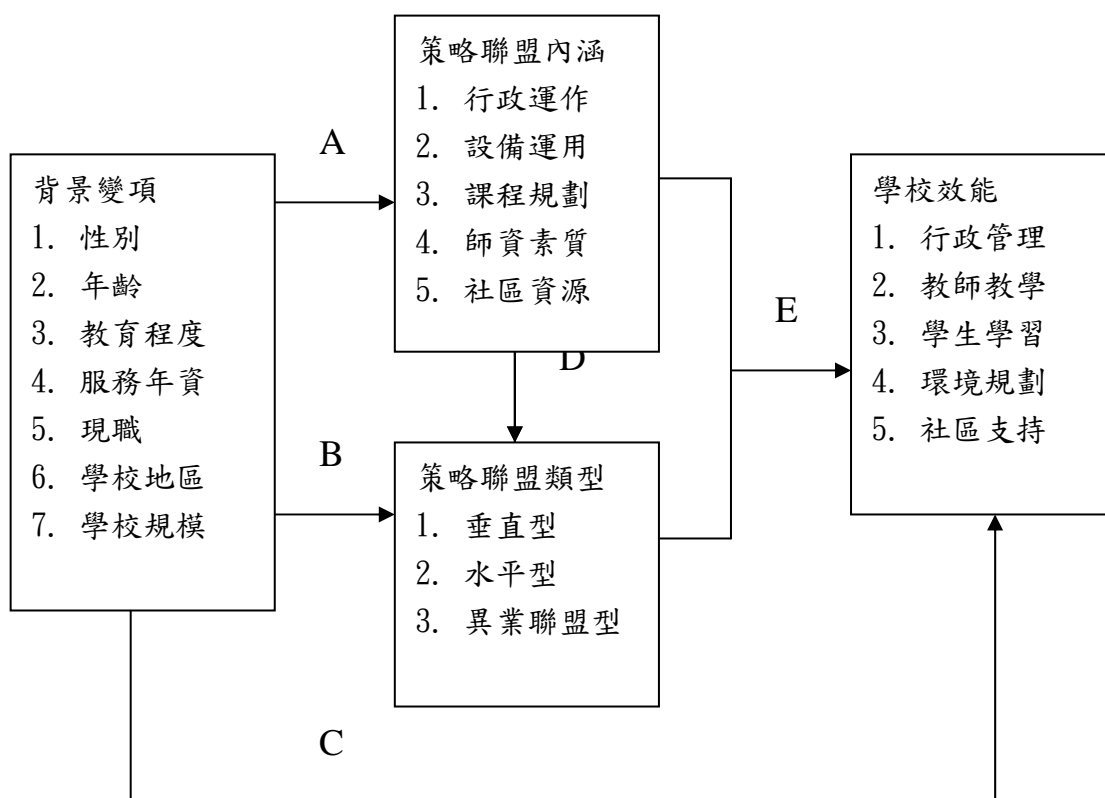 策略聯盟內涵
1. 行政運作
2. 設備運用
3. 課程規劃
4. 師資素質
5. 社區資源
A
背景變項
1. 性別
2. 年齡
3. 教育程度
4. 服務年資
5. 現職
6. 學校地區
7. 學校規模
學校效能
1. 行政管理
2. 教師教學
3. 學生學習
4. 環境規劃
5. 社區支持
E
D
B
策略聯盟類型
1. 垂直型
2. 水平型
3. 異業聯盟型
C